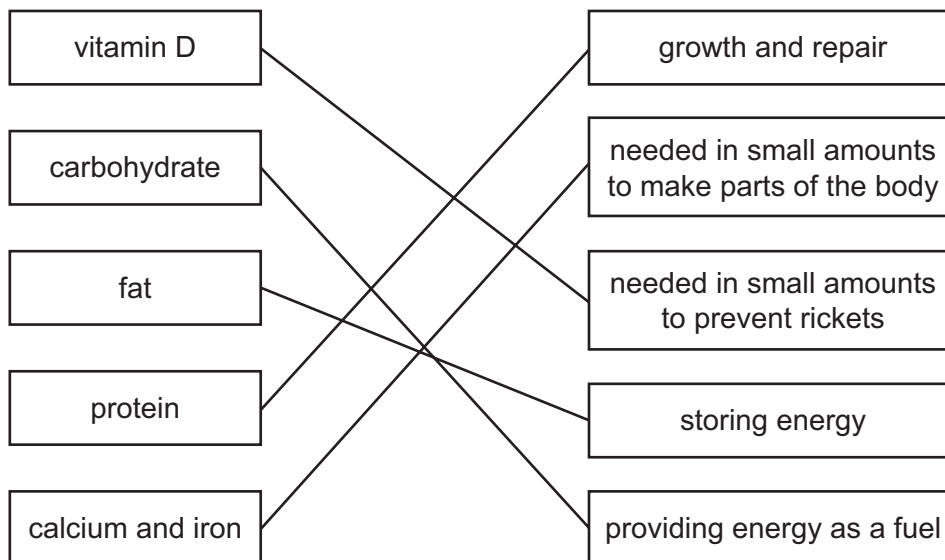 vitamin D
carbohydrate
fat
protein
calcium and iron
growth and repair
needed in small amounts
to make parts of the body
needed in small amounts
to prevent rickets
storing energy
providing energy as a fuel